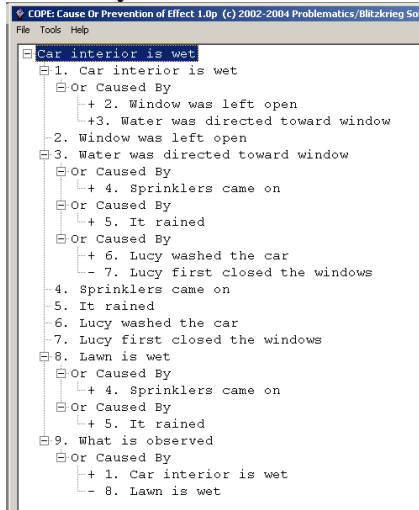 COPE: Cause Or Prevention of Effect 1.0p (c) 2002-2004 Problematics/Blitzkrieg So
File Tools Help
Car interior is wet
1. Car interior is wet
Or Caused By
+ 2. Window was left open
+3. Water was directed toward window
2. Window was left open
3. Water was directed toward window
Or Caused By
+ 4. Sprinklers came on
Or Caused By
+ 5. It rained
Or Caused By
+ 6. Lucy washed the car
- 7. Lucy first closed the windows
4. Sprinklers came on
5. It rained
6. Lucy washed the car
7. Lucy first closed the windows
8. Lawn is wet
Or Caused By
+ 4. Sprinklers came on
Or Caused By
+ 5. It rained
9. What is observed
Or Caused By
+ 1. Car interior is wet
- 8. Lawn is wet